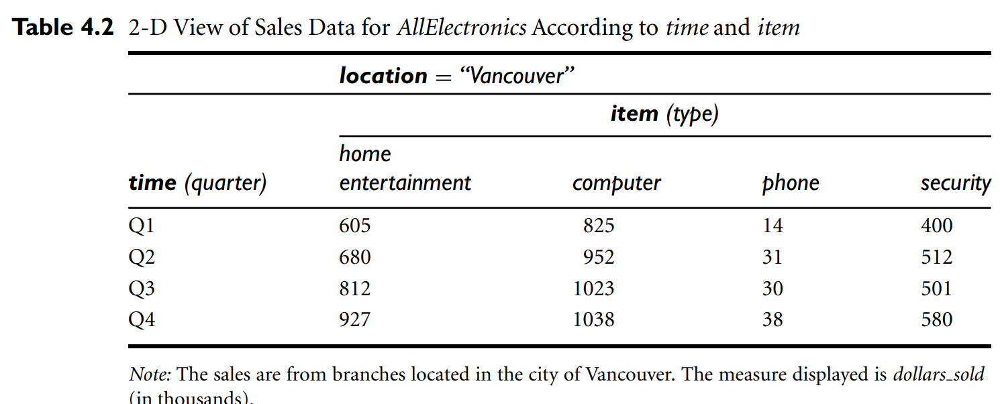 Table 4.2 2-D View of Sales Data for AllElectronics According to time and item
location = “Vancouver”
item (type)
home
time (quarter) entertainment computer phone security
Q1 605 825 14 400
Q2 680 952 31 512
Q3 812 1023 30 501
Q4 927 1038 38 580
Note: The sales are from branches located in the city of Vancouver. The measure displayed is dollars_sold
(in thousands).